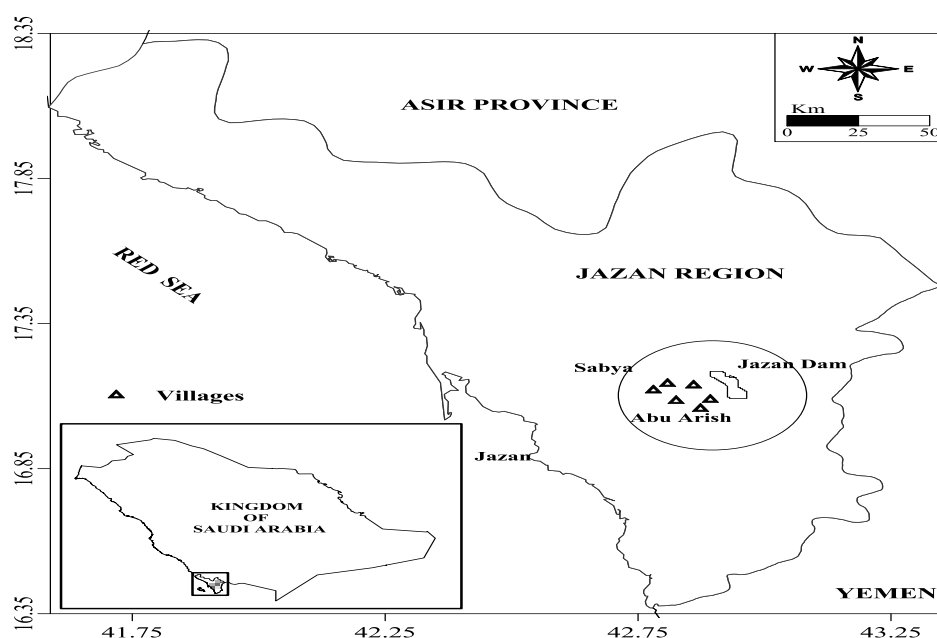 18.35
N
W E
S
Km
0 25 50
ASIR PROVINCE
17.85
RED SEA
JAZAN REGION
17.35
Sabya
Jazan Dam
Villages
Abu Arish
Jazan
16.85
KINGDOM
OF
SAUDI ARABIA
YEMEN
16.35
41.75 42.25 42.75 43.25